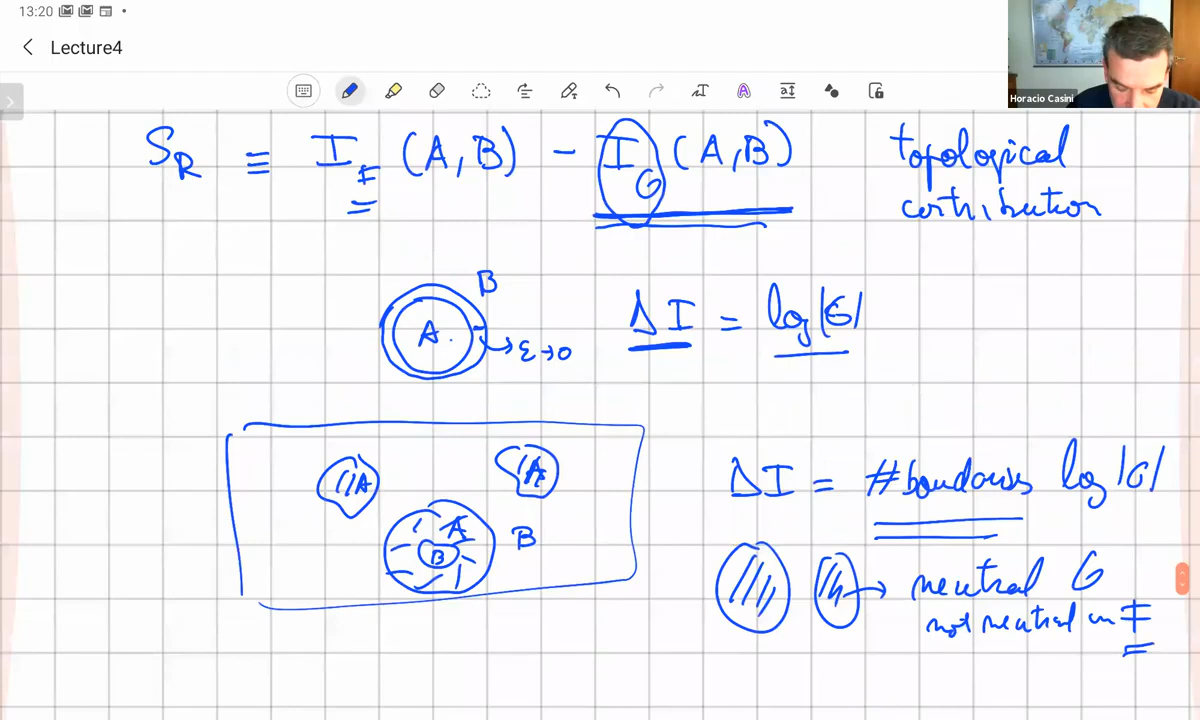 13:20
Lecture4
Horacio Casini
S_R ≡ I_F (A,B) - I_G (A,B) topological
contribution
B
A
ε→0
ΔI = log|G|
A
A
A
B
B
ΔI = #boundaries log|G|
neutral G
not neutral in F